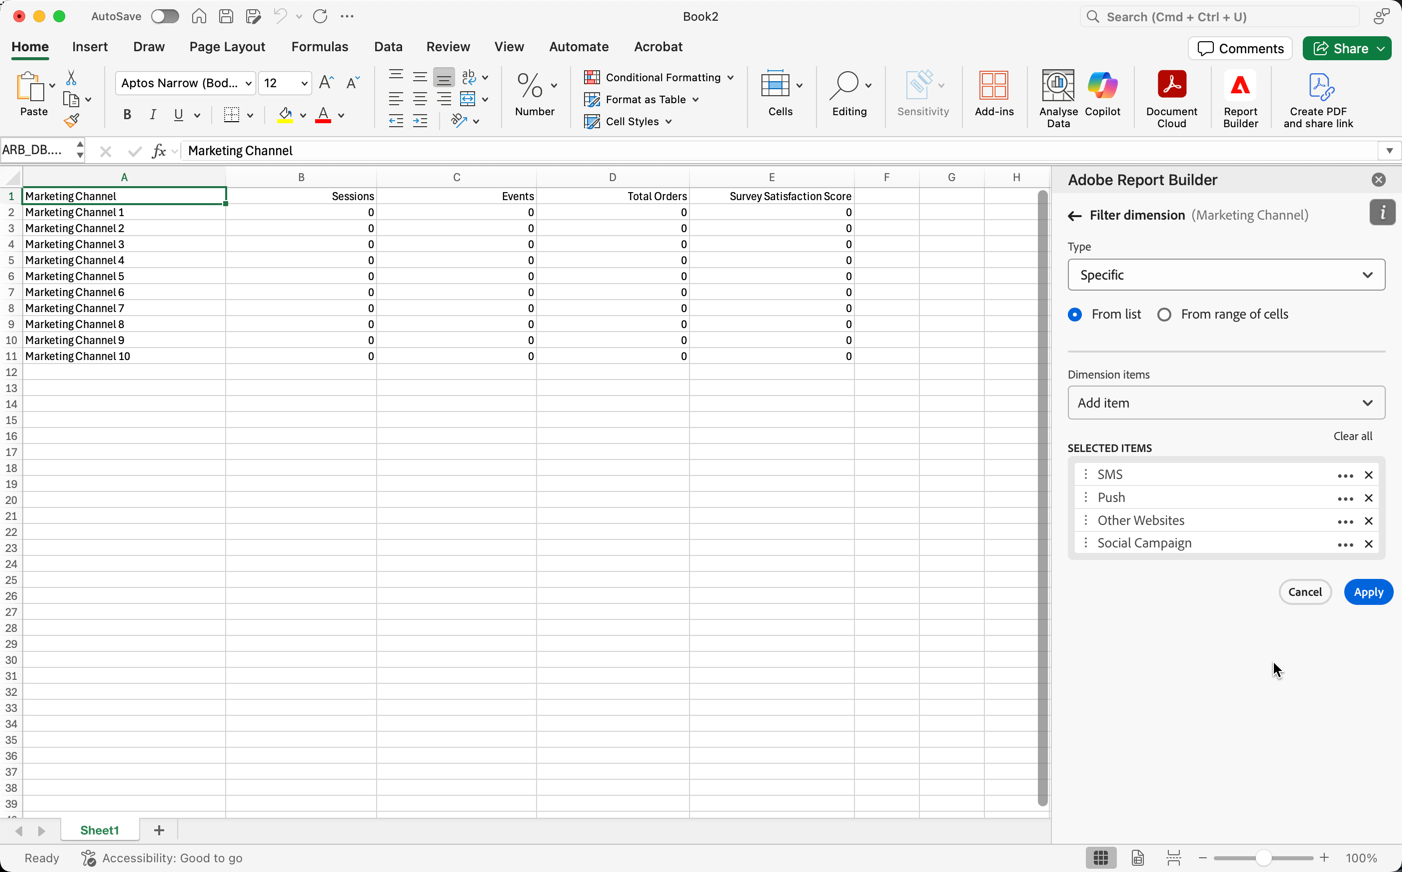 AutoSave
Book2
Search (Cmd + Ctrl + U)
Home Insert Draw Page Layout Formulas Data Review View Automate Acrobat
Comments
Share
Paste
Aptos Narrow (Bod... 12
B I U
Number
Conditional Formatting
Format as Table
Cell Styles
Cells
Editing
Sensitivity
Add-ins
Analyse Data
Copilot
Document Cloud
Report Builder
Create PDF and share link
ARB_DB.... fx Marketing Channel
A B C D E F G H
1 Marketing Channel Sessions Events Total Orders Survey Satisfaction Score
2 Marketing Channel 1 0 0 0 0
3 Marketing Channel 2 0 0 0 0
4 Marketing Channel 3 0 0 0 0
5 Marketing Channel 4 0 0 0 0
6 Marketing Channel 5 0 0 0 0
7 Marketing Channel 6 0 0 0 0
8 Marketing Channel 7 0 0 0 0
9 Marketing Channel 8 0 0 0 0
10 Marketing Channel 9 0 0 0 0
11 Marketing Channel 10 0 0 0 0
12
13
14
15
16
17
18
19
20
21
22
23
24
25
26
27
28
29
30
31
32
33
34
35
36
37
38
39
Adobe Report Builder
Filter dimension (Marketing Channel)
Type
Specific
From list From range of cells
Dimension items
Add item
Clear all
SELECTED ITEMS
SMS
Push
Other Websites
Social Campaign
Cancel Apply
Sheet1
Ready Accessibility: Good to go 100%